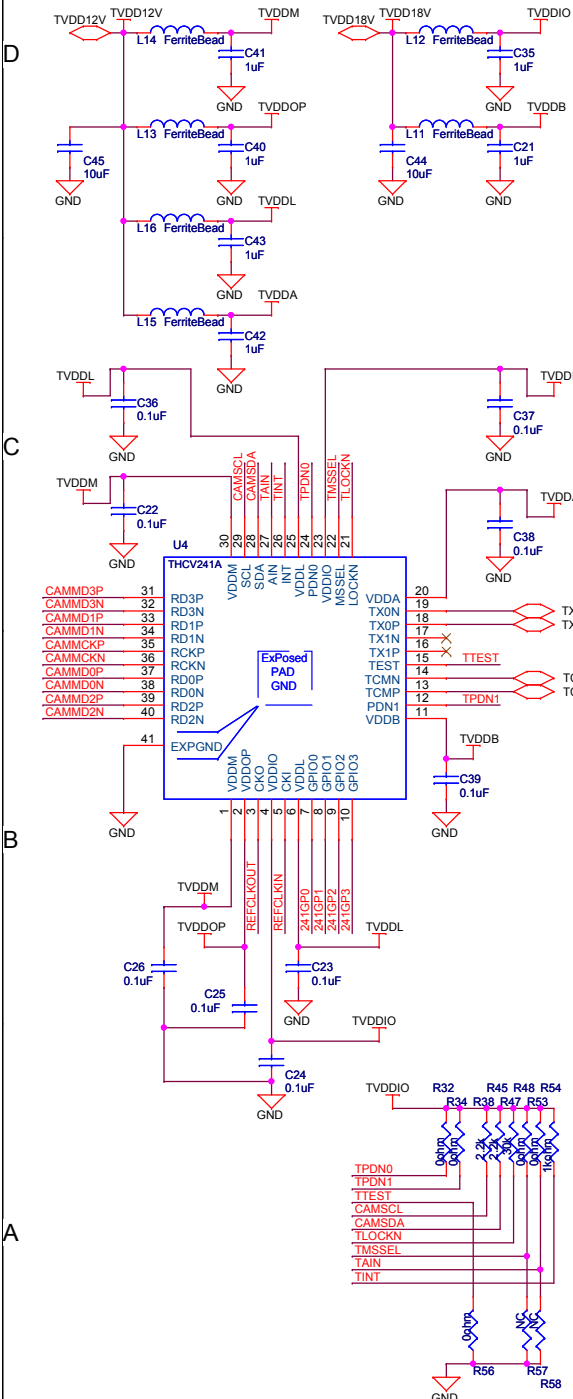 D
TVDD12V
TVDD12V
TVDDM
L14 FerriteBead
C41
1uF
GND
TVDDOP
L13 FerriteBead
C40
1uF
GND
C45
10uF
GND
TVDDL
L16 FerriteBead
C43
1uF
GND
TVDDA
L15 FerriteBead
C42
1uF
GND
TVDD18V
TVDD18V
TVDDIO
L12 FerriteBead
C35
1uF
GND
TVDDB
L11 FerriteBead
C21
1uF
GND
C44
10uF
GND
C
TVDDL
C36
0.1uF
GND
C37
0.1uF
GND
TVDDM
C22
0.1uF
GND
C38
0.1uF
GND
CAMSCL
CAMSDA
TAIN
TINT
TPDN0
TMSSEL
TLOCKN
30
29
28
27
26
25
24
23
22
21
U4
THCV241A
VDDM
SCL
SDA
AIN
INT
VDDL
PDN0
VDDIO
MSSEL
LOCKN
CAMMD3P 31 RD3P
CAMMD3N 32 RD3N
CAMMD1P 33 RD1P
CAMMD1N 34 RD1N
CAMMCKP 35 RCKP
CAMMCKN 36 RCKN
CAMMD0P 37 RD0P
CAMMD0N 38 RD0N
CAMMD2P 39 RD2P
CAMMD2N 40 RD2N
41 EXPGND
GND
ExPosed
PAD
GND
VDDA 20
TX0N 19
TX0P 18
TX1N 17
TX1P 16
TEST 15 TTEST
TCMN 14
TCMP 13
PDN1 12 TPDN1
VDDB 11
TVDDB
C39
0.1uF
GND
VDDM
VDDOP
CKO
VDDIO
CKI
VDDL
GPIO0
GPIO1
GPIO2
GPIO3
1
2
3
4
5
6
7
8
9
10
B
REFCLKOUT
REFCLKIN
241GP0
241GP1
241GP2
241GP3
TVDDM
TVDDOP
TVDDL
C26
0.1uF
C25
0.1uF
C23
0.1uF
GND
TVDDIO
C24
0.1uF
GND
A
TVDDIO
R32
R34
R38
R45
R47
R48
R53
R54
0ohm
0ohm
2.2k
2.2k
30k
0ohm
0ohm
1kohm
TPDN0
TPDN1
TTEST
CAMSCL
CAMSDA
TLOCKN
TMSSEL
TAIN
TINT
0ohm
NC
NC
R56
R57
R58
GND